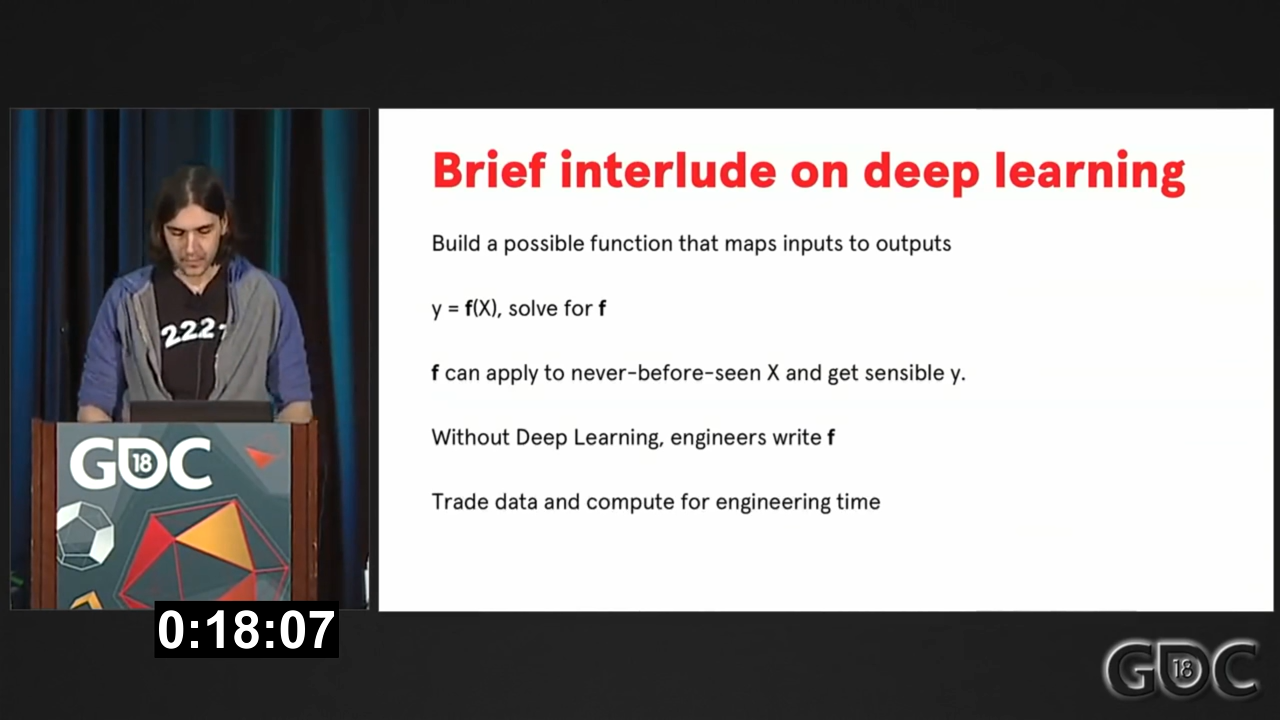 Brief interlude on deep learning
Build a possible function that maps inputs to outputs
y = f(X), solve for f
f can apply to never-before-seen X and get sensible y.
Without Deep Learning, engineers write f
Trade data and compute for engineering time
222
GDC
18
0:18:07
GDC
18